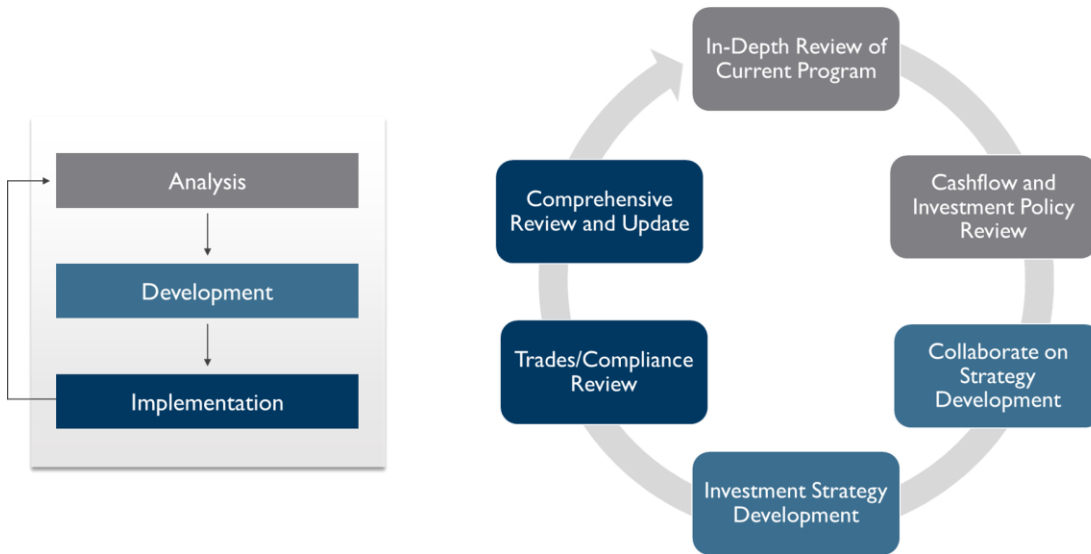 Analysis
Development
Implementation
In-Depth Review of
Current Program
Cashflow and
Investment Policy
Review
Collaborate on
Strategy
Development
Investment Strategy
Development
Trades/Compliance
Review
Comprehensive
Review and Update